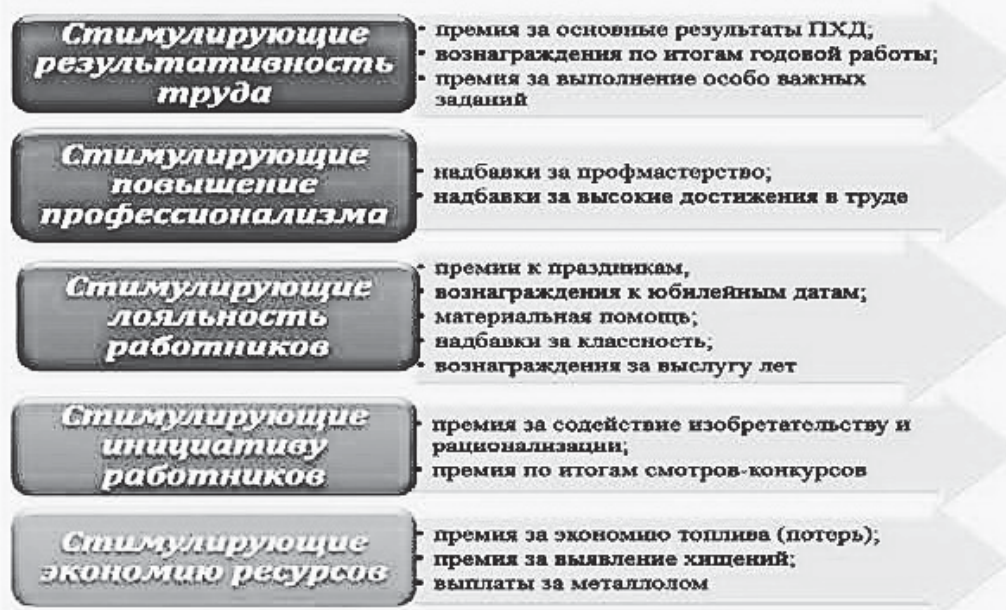 Стимулирующие
результативность
труда
• премия за основные результаты ПХД;
• вознаграждения по итогам годовой работы;
• премия за выполнение особо важных
заданий
Стимулирующие
повышение
профессионализма
• надбавки за профмастерство;
• надбавки за высокие достижения в труде
Стимулирующие
лояльность
работников
• премии к праздникам,
• вознаграждения к юбилейным датам;
• материальная помощь;
• надбавки за классность;
• вознаграждения за выслугу лет
Стимулирующие
инициативу
работников
• премия за содействие изобретательству и
рационализации;
• премия по итогам смотров-конкурсов
Стимулирующие
экономию ресурсов
• премия за экономию топлива (потерь);
• премия за выявление хищений;
• выплаты за металлолом